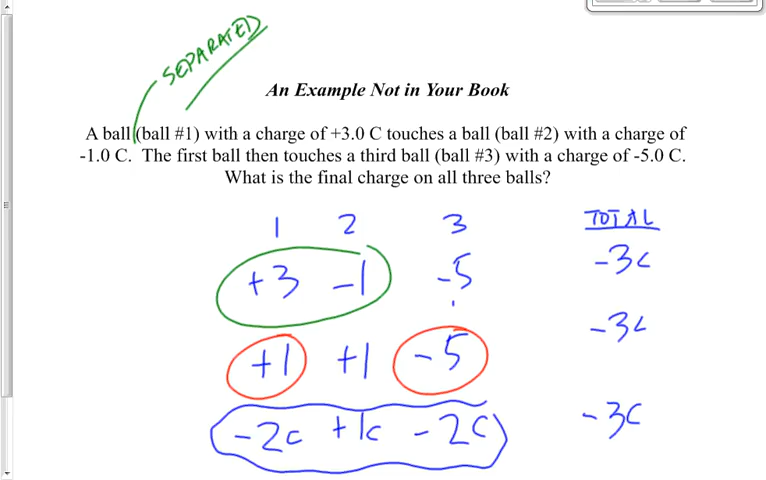 SEPARATED
An Example Not in Your Book
A ball (ball #1) with a charge of +3.0 C touches a ball (ball #2) with a charge of
-1.0 C. The first ball then touches a third ball (ball #3) with a charge of -5.0 C.
What is the final charge on all three balls?
1 2 3 TOTAL
+3 -1 -5 -3C
+1 +1 -5 -3C
-2C +1C -2C -3C